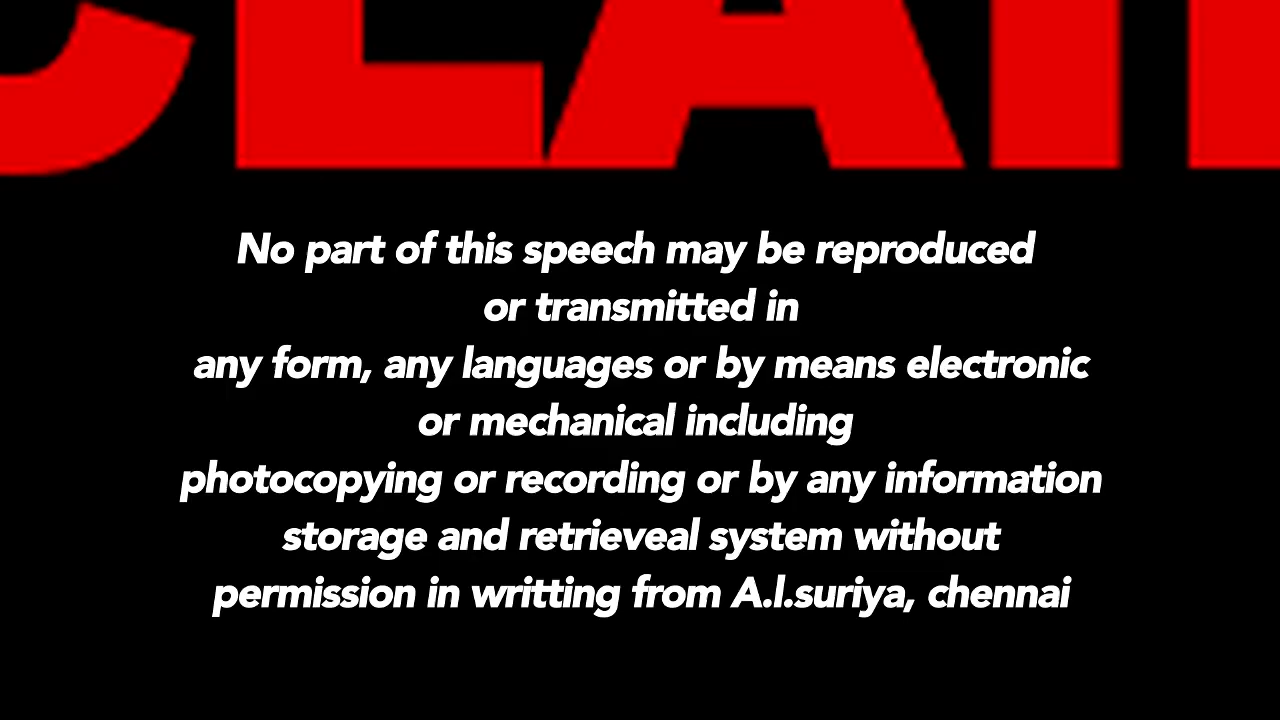 CLAI
No part of this speech may be reproduced
or transmitted in
any form, any languages or by means electronic
or mechanical including
photocopying or recording or by any information
storage and retrieveal system without
permission in writting from A.l.suriya, chennai